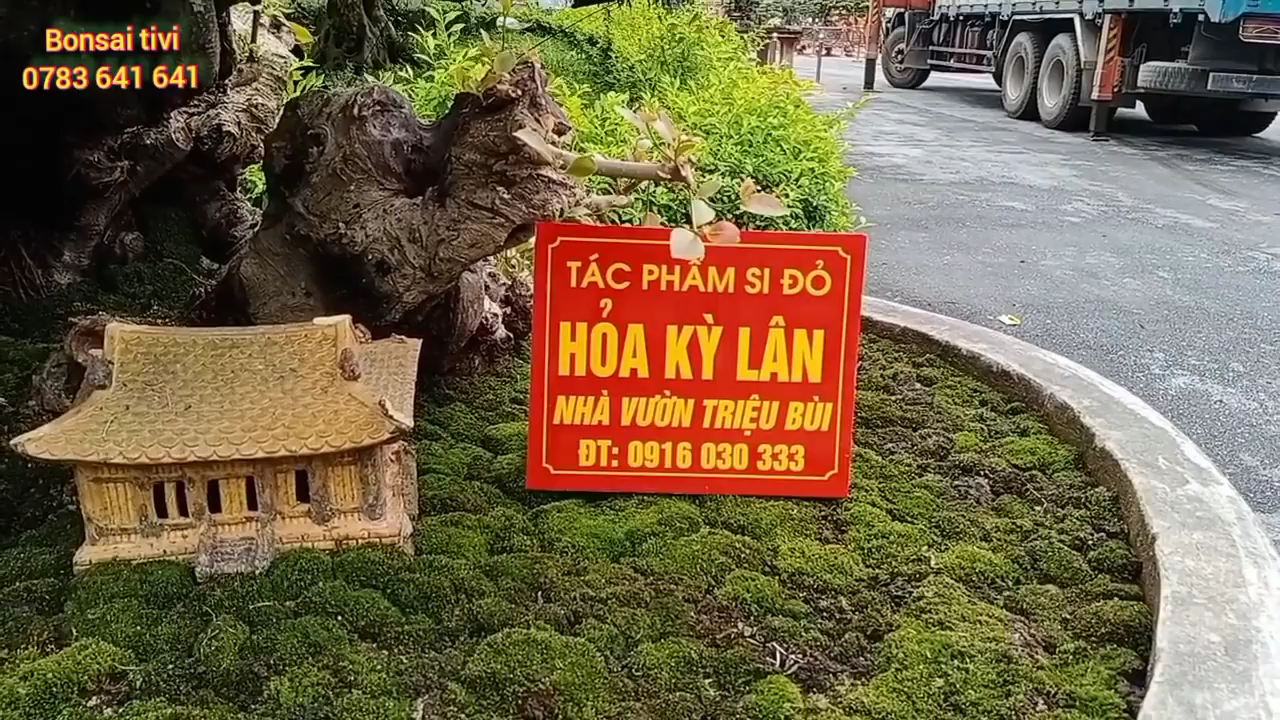 Bonsai tivi
0783 641 641
TÁC PHẨM SI ĐỎ
HỎA KỲ LÂN
NHÀ VƯỜN TRIỆU BÙI
ĐT: 0916 030 333